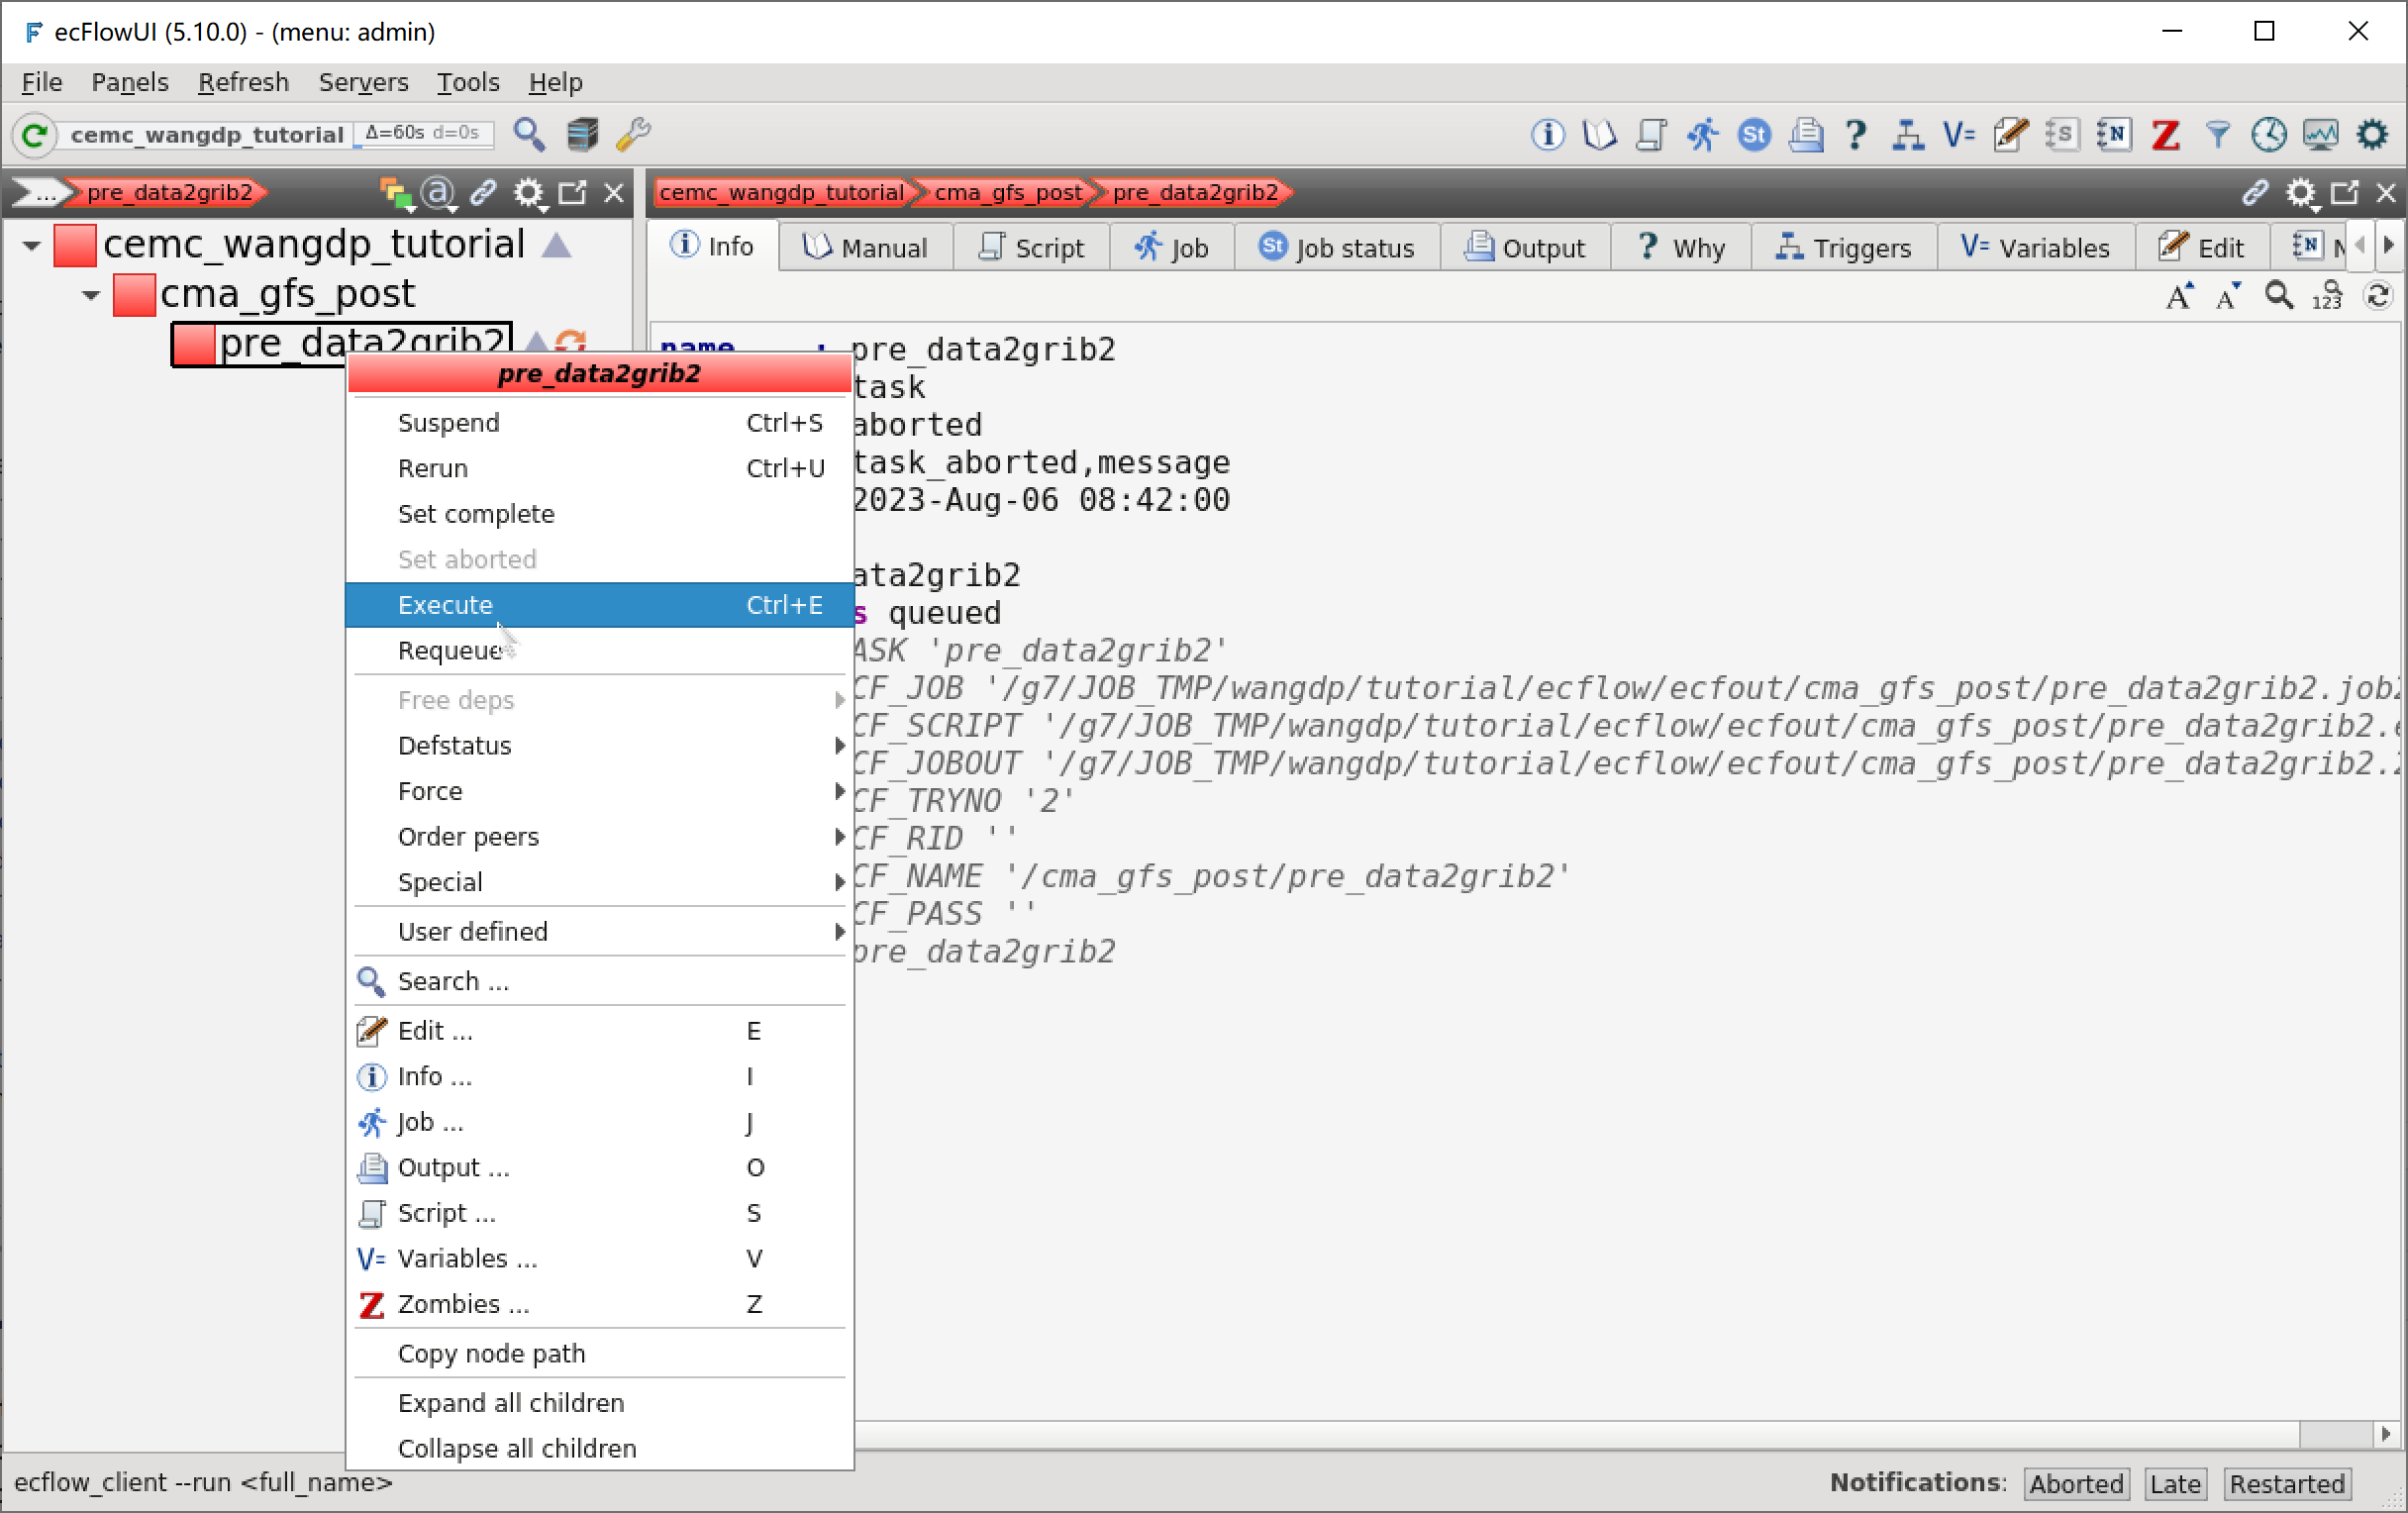 ecFlowUI (5.10.0) - (menu: admin)
File Panels Refresh Servers Tools Help
cemc_wangdp_tutorial Δ=60s d=0s
... pre_data2grib2
cemc_wangdp_tutorial cma_gfs_post pre_data2grib2
Info Manual Script Job Job status Output Why Triggers Variables Edit
cemc_wangdp_tutorial
cma_gfs_post
pre_data2grib2
name : pre_data2grib2
task
aborted
task_aborted,message
2023-Aug-06 08:42:00
ata2grib2
s queued
ASK 'pre_data2grib2'
CF_JOB '/g7/JOB_TMP/wangdp/tutorial/ecflow/ecfout/cma_gfs_post/pre_data2grib2.job2
CF_SCRIPT '/g7/JOB_TMP/wangdp/tutorial/ecflow/ecfout/cma_gfs_post/pre_data2grib2.
CF_JOBOUT '/g7/JOB_TMP/wangdp/tutorial/ecflow/ecfout/cma_gfs_post/pre_data2grib2.
CF_TRYNO '2'
CF_RID ''
CF_NAME '/cma_gfs_post/pre_data2grib2'
CF_PASS ''
pre_data2grib2
pre_data2grib2
Suspend Ctrl+S
Rerun Ctrl+U
Set complete
Set aborted
Execute Ctrl+E
Requeue
Free deps
Defstatus
Force
Order peers
Special
User defined
Search ...
Edit ... E
Info ... I
Job ... J
Output ... O
Script ... S
V= Variables ... V
Z Zombies ... Z
Copy node path
Expand all children
Collapse all children
ecflow_client --run <full_name>
Notifications: Aborted Late Restarted